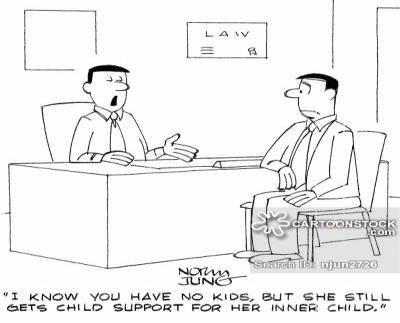 LAW
NORM
JUNG
CARTOONSTOCK
.com
Search ID: njun2726
"I KNOW YOU HAVE NO KIDS, BUT SHE STILL
GETS CHILD SUPPORT FOR HER INNER CHILD."